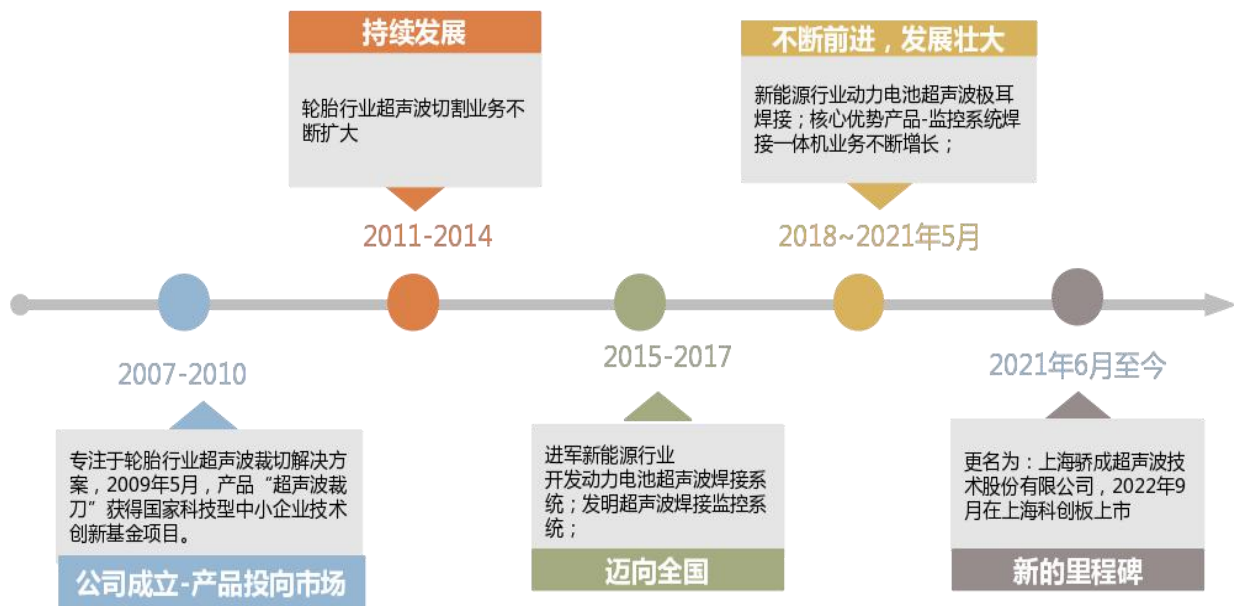 持续发展
轮胎行业超声波切割业务不
断扩大
2011-2014
不断前进，发展壮大
新能源行业动力电池超声波极耳
焊接；核心优势产品-监控系统焊
接一体机业务不断增长；
2018~2021年5月
2007-2010
专注于轮胎行业超声波裁切解决方
案，2009年5月，产品“超声波裁
刀”获得国家科技型中小企业技术
创新基金项目。
公司成立-产品投向市场
2015-2017
进军新能源行业
开发动力电池超声波焊接系
统；发明超声波焊接监控系
统；
迈向全国
2021年6月至今
更名为：上海骄成超声波技
术股份有限公司，2022年9
月在上海科创板上市
新的里程碑